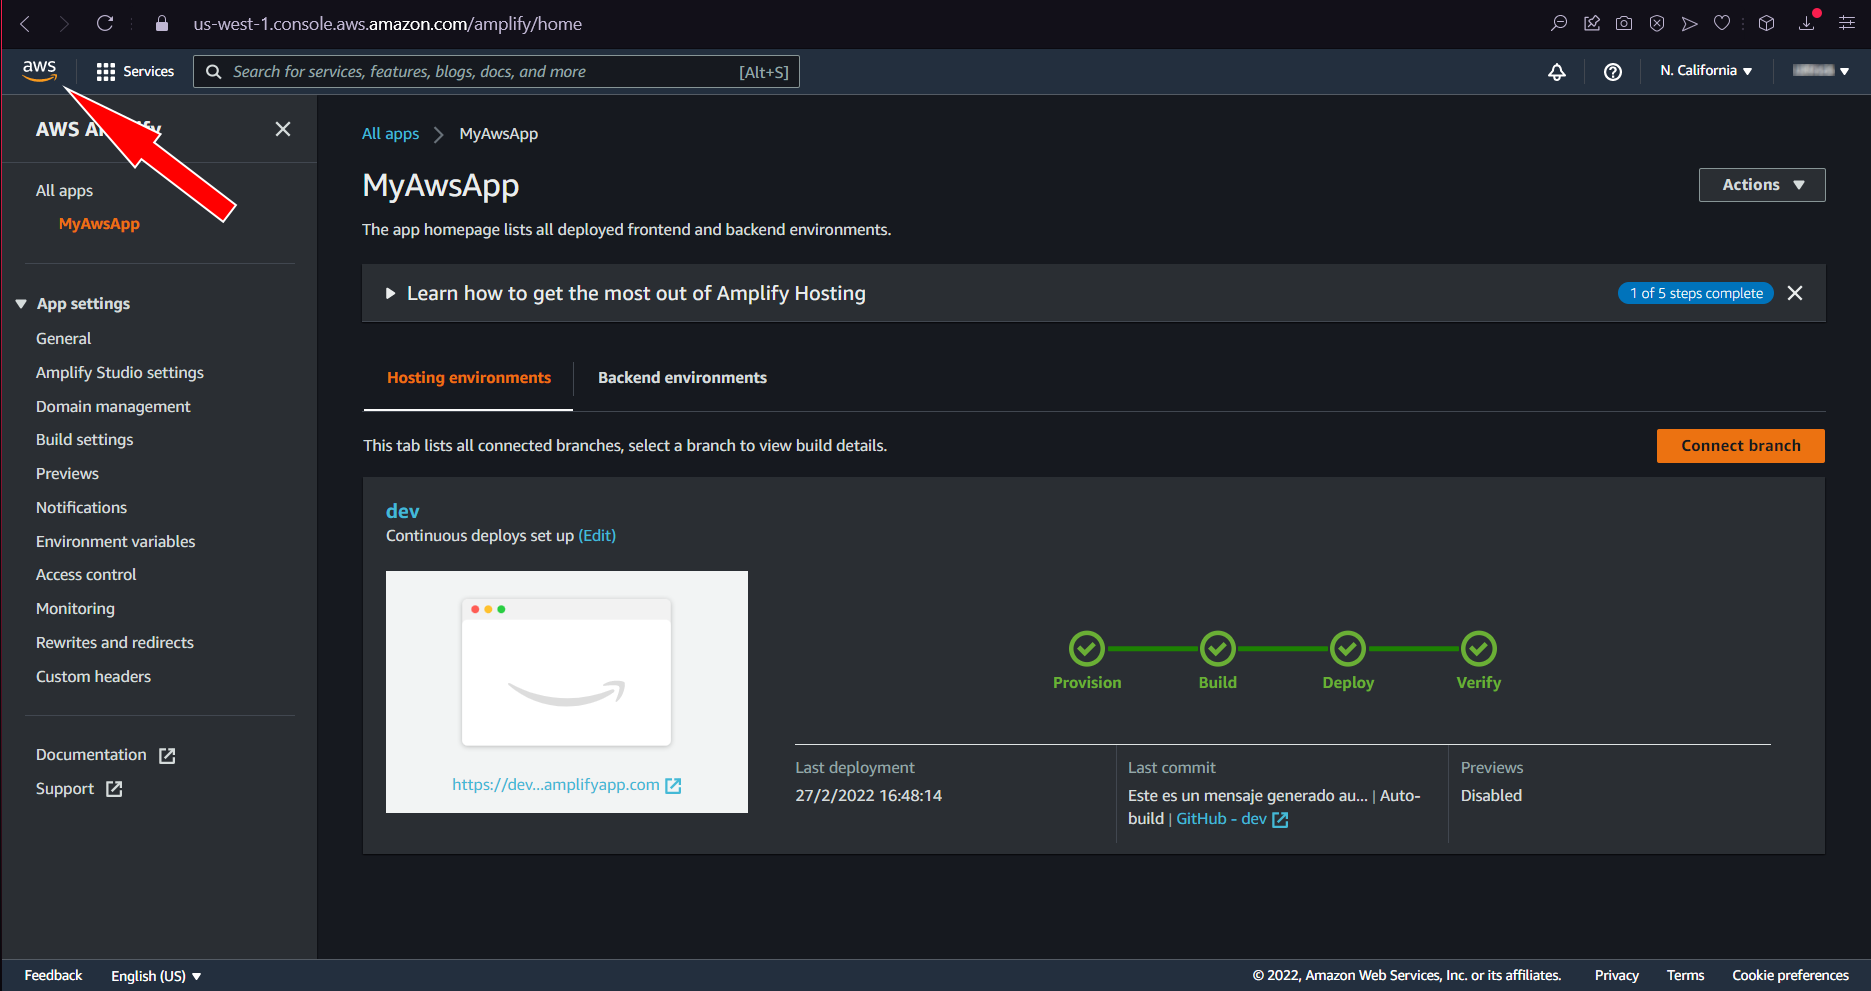 us-west-1.console.aws.amazon.com/amplify/home
aws
Services
Search for services, features, blogs, docs, and more
[Alt+S]
N. California
AWS
All apps
MyAwsApp
App settings
General
Amplify Studio settings
Domain management
Build settings
Previews
Notifications
Environment variables
Access control
Monitoring
Rewrites and redirects
Custom headers
Documentation
Support
All apps
MyAwsApp
MyAwsApp
Actions
The app homepage lists all deployed frontend and backend environments.
Learn how to get the most out of Amplify Hosting
1 of 5 steps complete
Hosting environments
Backend environments
This tab lists all connected branches, select a branch to view build details.
Connect branch
dev
Continuous deploys set up (Edit)
https://dev...amplifyapp.com
Provision
Build
Deploy
Verify
Last deployment
27/2/2022 16:48:14
Last commit
Este es un mensaje generado au... | Auto-
build | GitHub - dev
Previews
Disabled
Feedback
English (US)
© 2022, Amazon Web Services, Inc. or its affiliates.
Privacy
Terms
Cookie preferences